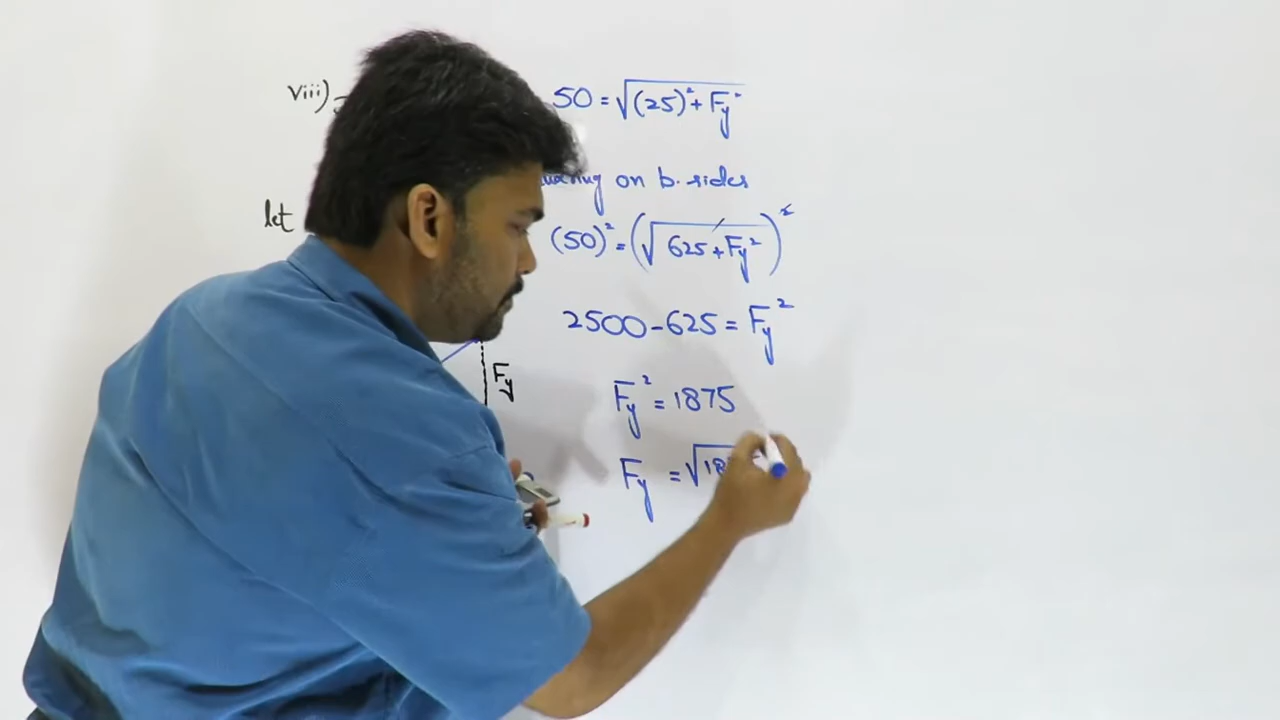 viii)
50 = √(25)² + Fy²
on b. sides
(50)² = (√625 + Fy²)²
let
2500 - 625 = Fy²
Fy
Fy² = 1875
Fy = √18